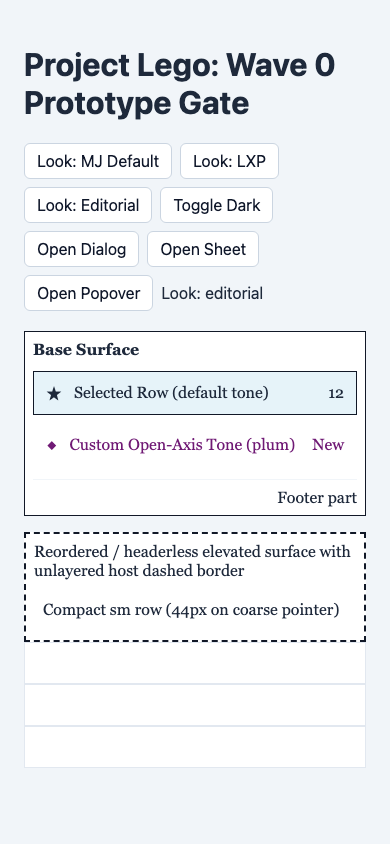 Project Lego: Wave 0
Prototype Gate
Look: MJ Default
Look: LXP
Look: Editorial
Toggle Dark
Open Dialog
Open Sheet
Open Popover
Look: editorial
Base Surface
★ Selected Row (default tone) 12
◆ Custom Open-Axis Tone (plum) New
Footer part
Reordered / headerless elevated surface with
unlayered host dashed border
Compact sm row (44px on coarse pointer)